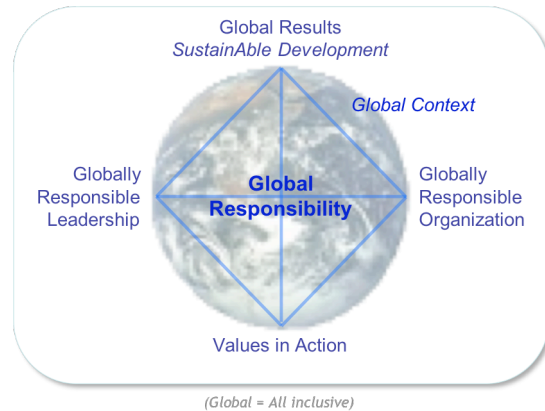 Global Results
SustainAble Development
Global Context
Globally
Responsible
Leadership
Global
Responsibility
Globally
Responsible
Organization
Values in Action
(Global = All inclusive)